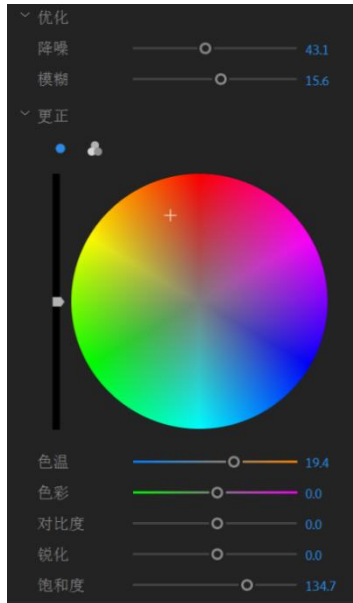 优化
降噪 43.1
模糊 15.6
更正
色温 19.4
色彩 0.0
对比度 0.0
锐化 0.0
饱和度 134.7